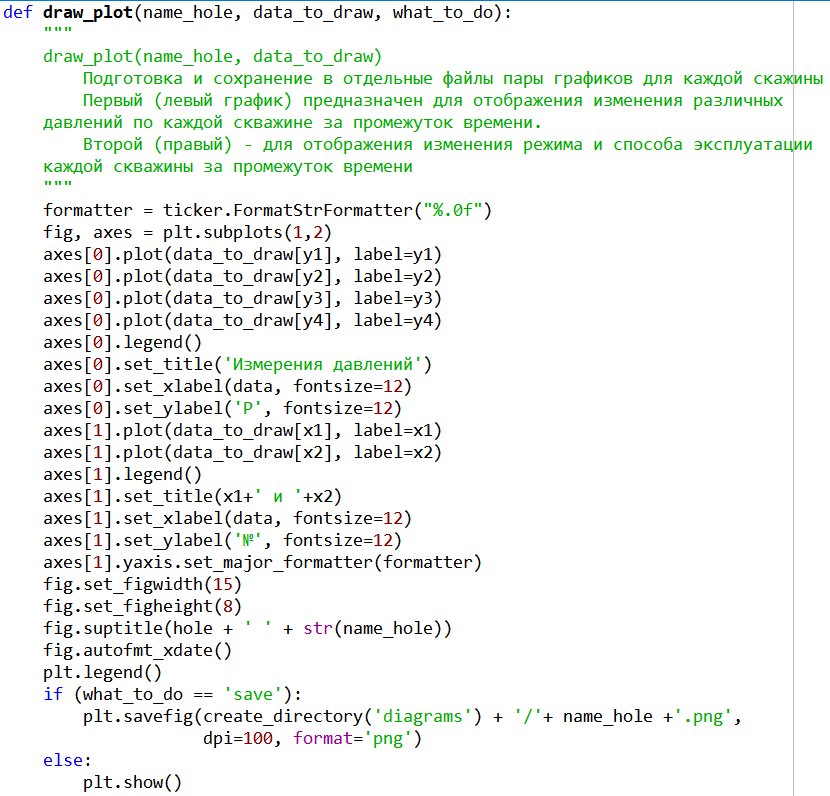 def draw_plot(name_hole, data_to_draw, what_to_do):
    """
    draw_plot(name_hole, data_to_draw)
        Подготовка и сохранение в отдельные файлы пары графиков для каждой скажины
        Первый (левый график) предназначен для отображения изменения различных
    давлений по каждой скважине за промежуток времени.
        Второй (правый) - для отображения изменения режима и способа эксплуатации
    каждой скважины за промежуток времени
    """
    formatter = ticker.FormatStrFormatter("%.0f")
    fig, axes = plt.subplots(1,2)
    axes[0].plot(data_to_draw[y1], label=y1)
    axes[0].plot(data_to_draw[y2], label=y2)
    axes[0].plot(data_to_draw[y3], label=y3)
    axes[0].plot(data_to_draw[y4], label=y4)
    axes[0].legend()
    axes[0].set_title('Измерения давлений')
    axes[0].set_xlabel(data, fontsize=12)
    axes[0].set_ylabel('P', fontsize=12)
    axes[1].plot(data_to_draw[x1], label=x1)
    axes[1].plot(data_to_draw[x2], label=x2)
    axes[1].legend()
    axes[1].set_title(x1+' и '+x2)
    axes[1].set_xlabel(data, fontsize=12)
    axes[1].set_ylabel('№', fontsize=12)
    axes[1].yaxis.set_major_formatter(formatter)
    fig.set_figwidth(15)
    fig.set_figheight(8)
    fig.suptitle(hole + ' ' + str(name_hole))
    fig.autofmt_xdate()
    plt.legend()
    if (what_to_do == 'save'):
        plt.savefig(create_directory('diagrams') + '/'+ name_hole +'.png',
                    dpi=100, format='png')
    else:
        plt.show()